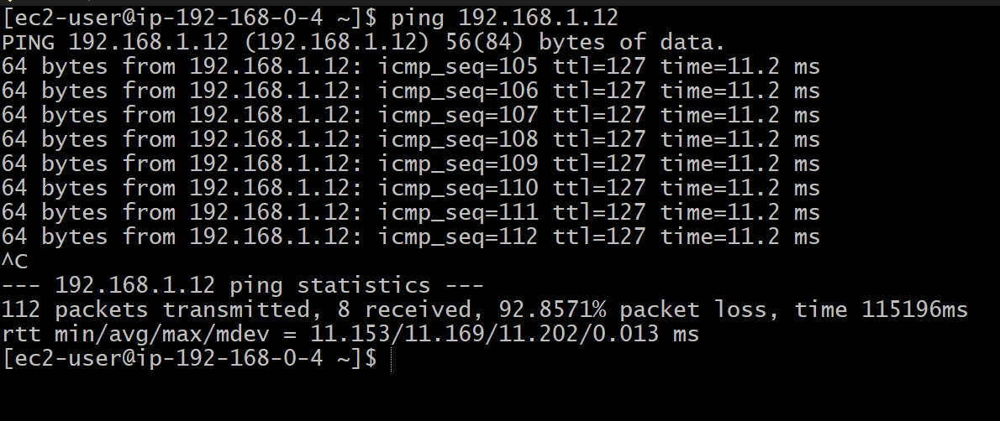 [ec2-user@ip-192-168-0-4 ~]$ ping 192.168.1.12
PING 192.168.1.12 (192.168.1.12) 56(84) bytes of data.
64 bytes from 192.168.1.12: icmp_seq=105 ttl=127 time=11.2 ms
64 bytes from 192.168.1.12: icmp_seq=106 ttl=127 time=11.2 ms
64 bytes from 192.168.1.12: icmp_seq=107 ttl=127 time=11.2 ms
64 bytes from 192.168.1.12: icmp_seq=108 ttl=127 time=11.2 ms
64 bytes from 192.168.1.12: icmp_seq=109 ttl=127 time=11.2 ms
64 bytes from 192.168.1.12: icmp_seq=110 ttl=127 time=11.2 ms
64 bytes from 192.168.1.12: icmp_seq=111 ttl=127 time=11.2 ms
64 bytes from 192.168.1.12: icmp_seq=112 ttl=127 time=11.2 ms
^C
--- 192.168.1.12 ping statistics ---
112 packets transmitted, 8 received, 92.8571% packet loss, time 115196ms
rtt min/avg/max/mdev = 11.153/11.169/11.202/0.013 ms
[ec2-user@ip-192-168-0-4 ~]$